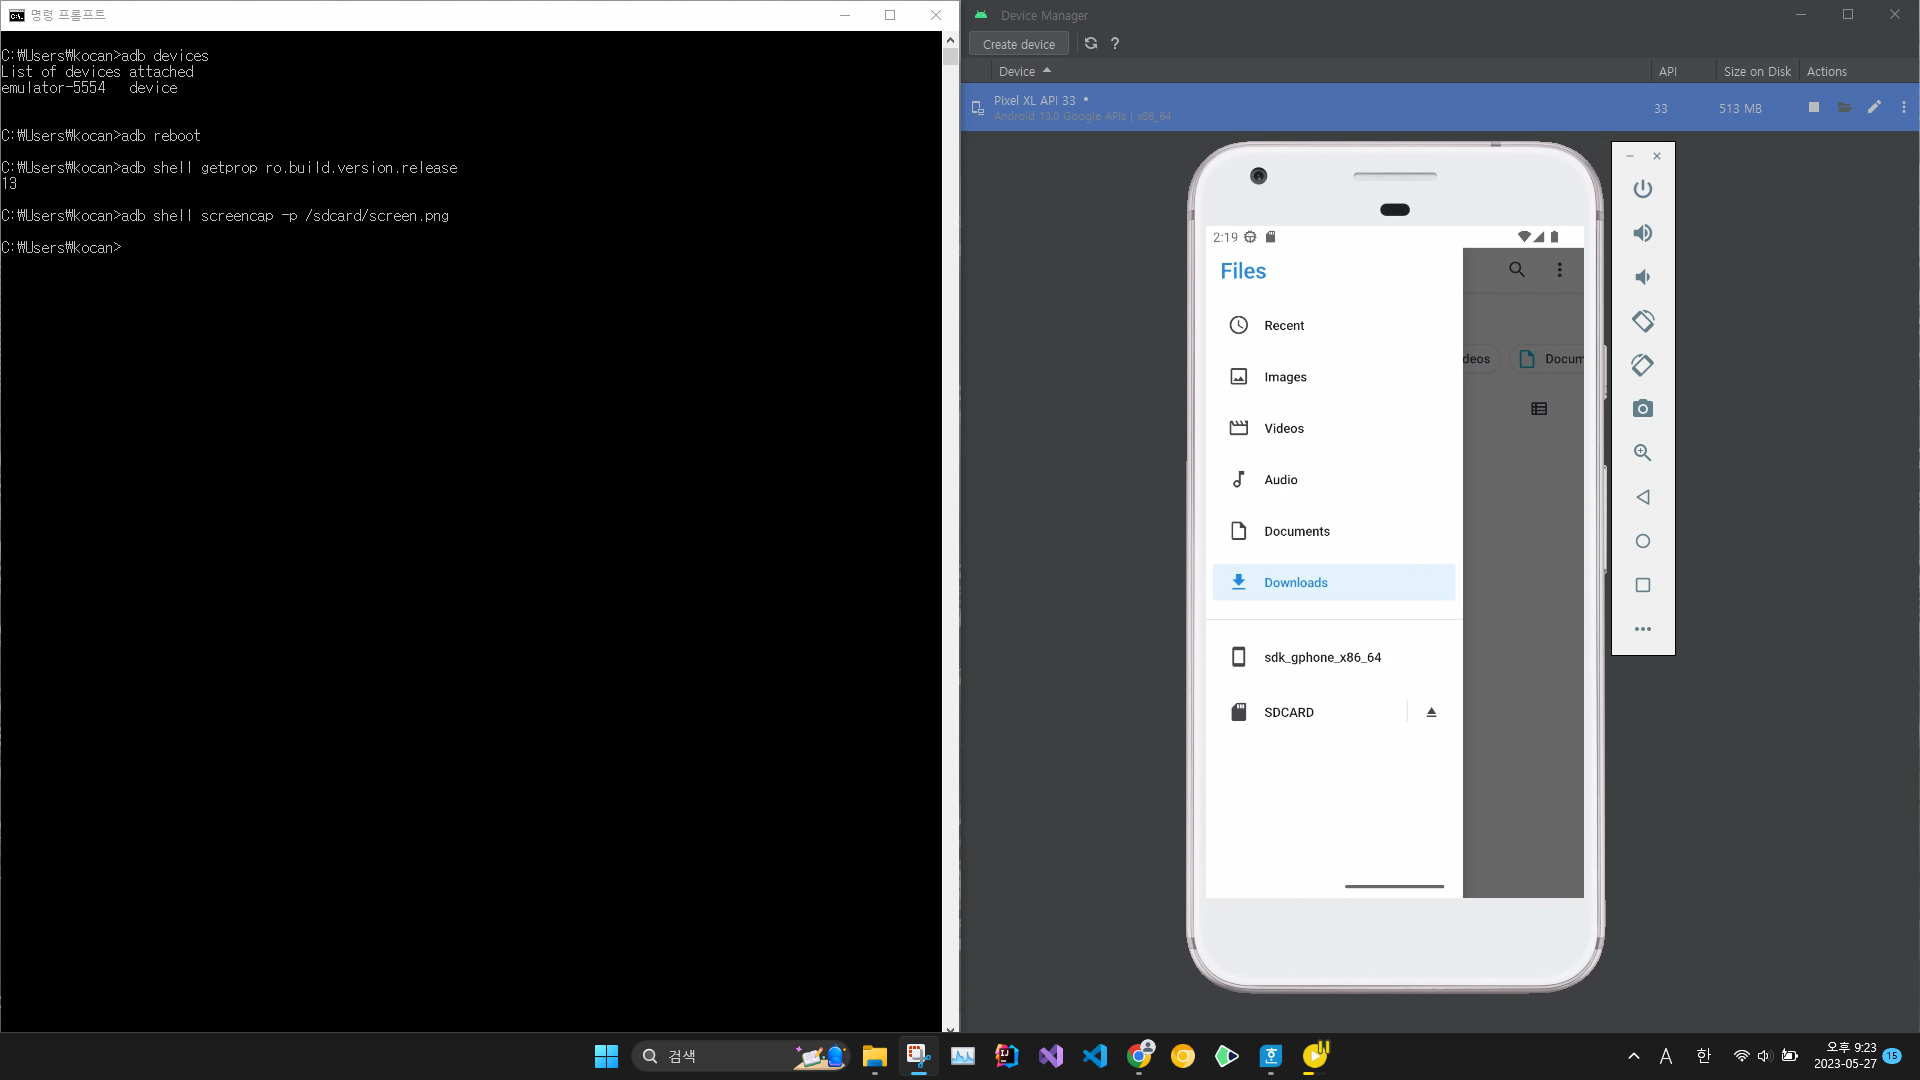 명령 프롬프트
C:₩Users₩kocan>adb devices
List of devices attached
emulator-5554 device
C:₩Users₩kocan>adb reboot
C:₩Users₩kocan>adb shell getprop ro.build.version.release
13
C:₩Users₩kocan>adb shell screencap -p /sdcard/screen.png
C:₩Users₩kocan>
Device Manager
Create device
?
Device API Size on Disk Actions
Pixel XL API 33 •
Android 13.0 Google APIs | x86_64
33 513 MB
2:19
Files
Recent
Images
Videos
Audio
Documents
Downloads
sdk_gphone_x86_64
SDCARD
deos
Docum
검색
A 한
오후 9:23
2023-05-27
15